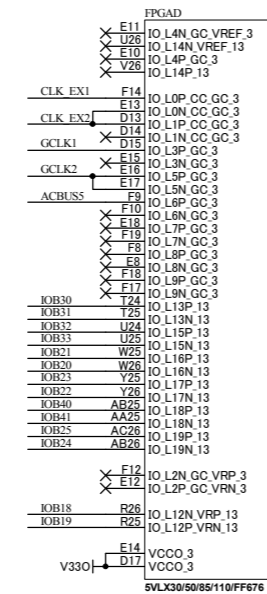 FPGAD
E11 IO_L4N_GC_VREF_3
U26 IO_L14N_VREF_13
E10 IO_L4P_GC_3
V26 IO_L14P_13
CLK_EX1 F14 IO_L0P_CC_GC_3
E13 IO_L0N_CC_GC_3
CLK_EX2 D13 IO_L1P_CC_GC_3
D14 IO_L1N_CC_GC_3
GCLK1 D15 IO_L3P_GC_3
E15 IO_L3N_GC_3
GCLK2 E16 IO_L5P_GC_3
E17 IO_L5N_GC_3
ACBUS5 F9 IO_L6P_GC_3
F10 IO_L6N_GC_3
E18 IO_L7P_GC_3
F19 IO_L7N_GC_3
F8 IO_L8P_GC_3
E8 IO_L8N_GC_3
F18 IO_L9P_GC_3
F17 IO_L9N_GC_3
IOB30 T24 IO_L13P_13
IOB31 T25 IO_L13N_13
IOB32 U24 IO_L15P_13
IOB33 U25 IO_L15N_13
IOB21 W25 IO_L16P_13
IOB20 W26 IO_L16N_13
IOB23 Y25 IO_L17P_13
IOB22 Y26 IO_L17N_13
IOB40 AB25 IO_L18P_13
IOB41 AA25 IO_L18N_13
IOB25 AC26 IO_L19P_13
IOB24 AB26 IO_L19N_13
F12 IO_L2N_GC_VRP_3
E12 IO_L2P_GC_VRN_3
IOB18 R26 IO_L12N_VRP_13
IOB19 R25 IO_L12P_VRN_13
E14 VCCO_3
V33O D17 VCCO_3
5VLX30/50/85/110/FF676